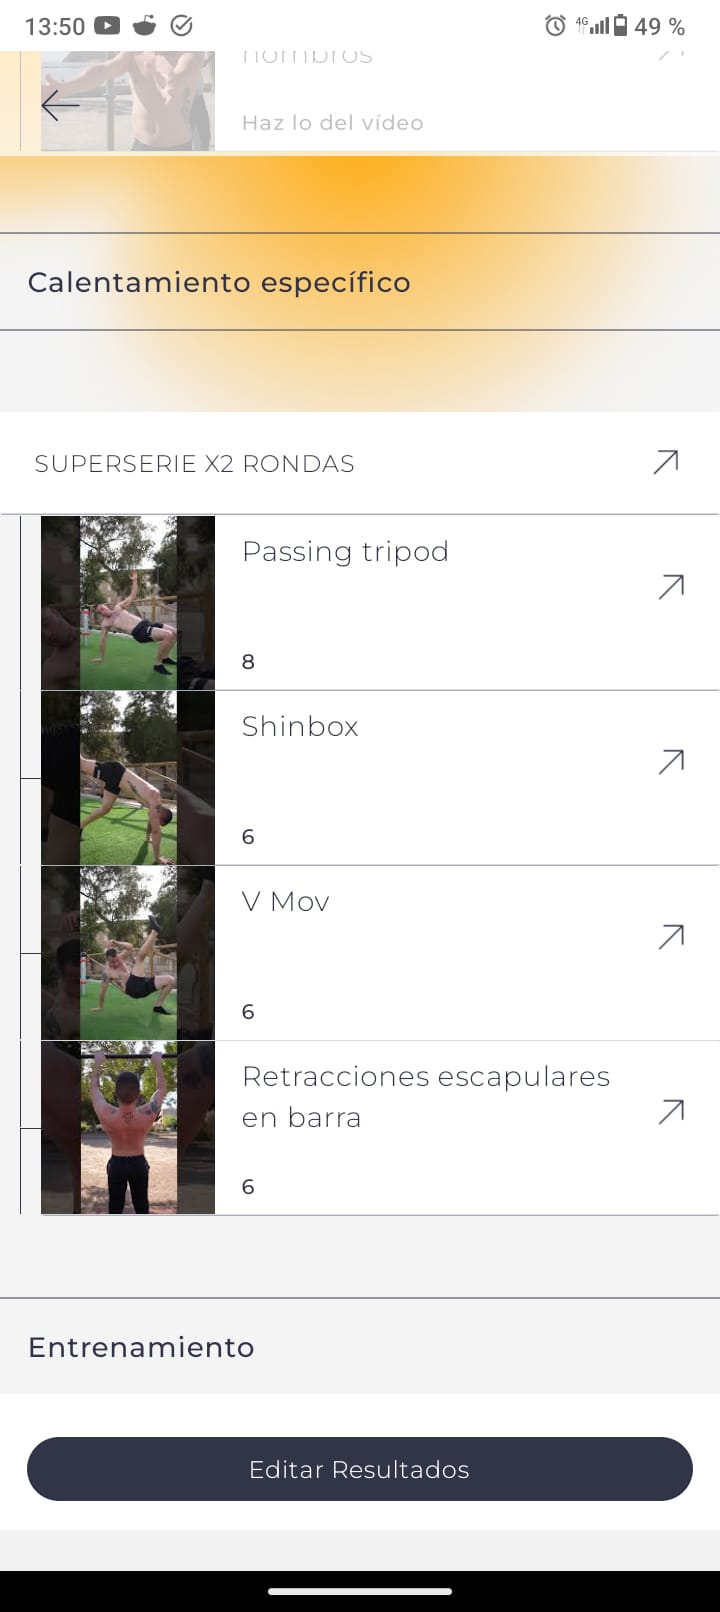 13:50
4G
49 %
hombros
Haz lo del vídeo
Calentamiento específico
SUPERSERIE X2 RONDAS
Passing tripod
8
Shinbox
6
V Mov
6
Retracciones escapulares
en barra
6
Entrenamiento
Editar Resultados